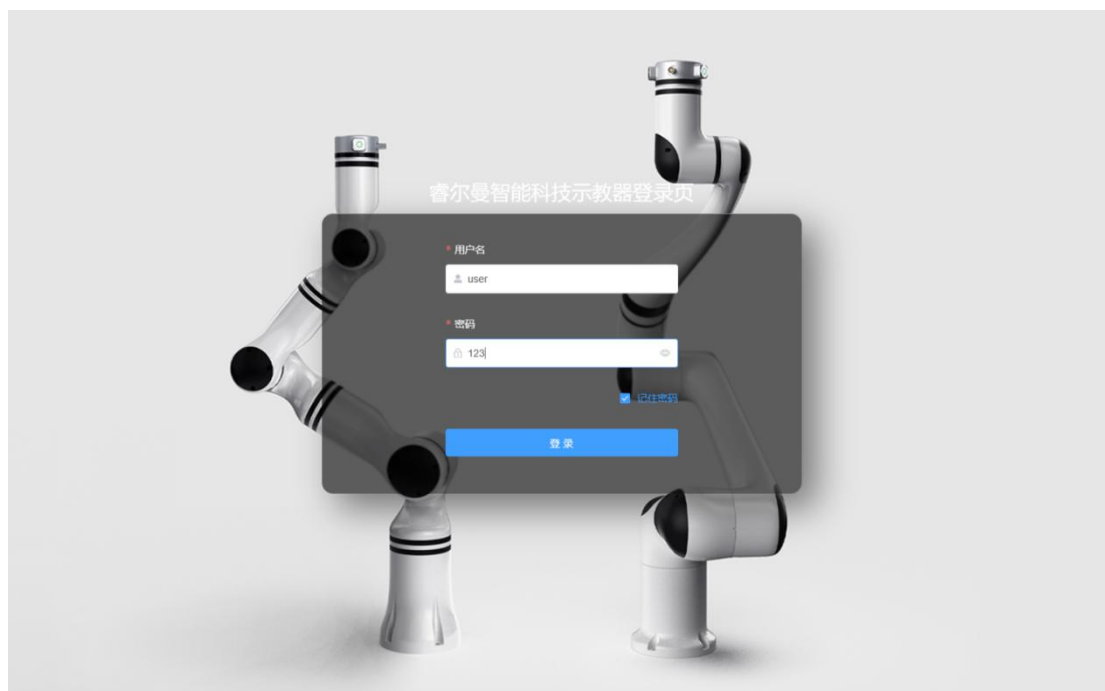 睿尔曼智能科技示教器登录页
* 用户名
user
* 密码
123
记住密码
登 录